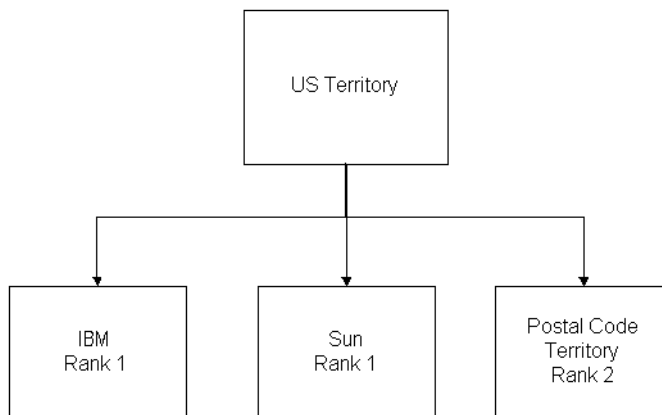 US Territory
IBM
Rank 1
Sun
Rank 1
Postal Code
Territory
Rank 2